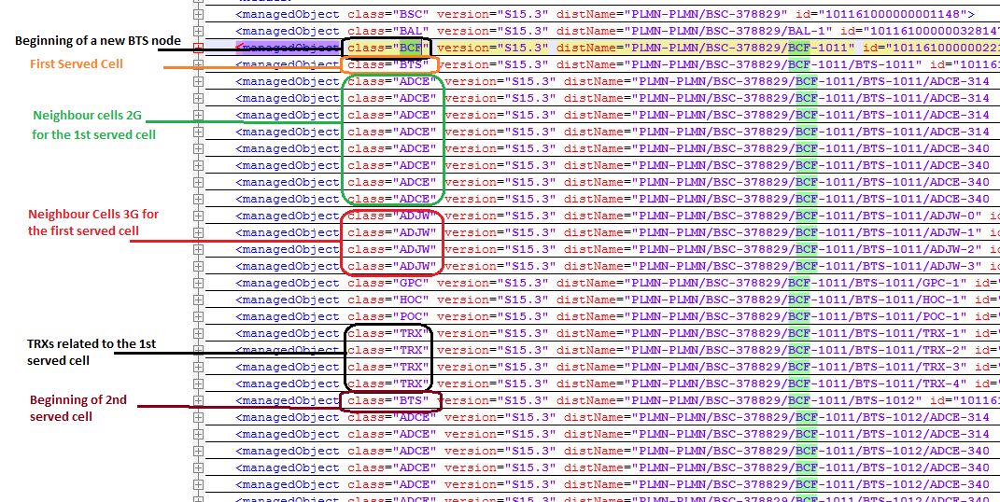 <managedObject class="BSC" version="S15.3" distName="PLMN-PLMN/BSC-378829" id="101161000000001148">
<managedObject class="BAL" version="S15.3" distName="PLMN-PLMN/BSC-378829/BAL-1" id="10116100000032814
Beginning of a new BTS node
<managedObject class="BCF" version="S15.3" distName="PLMN-PLMN/BSC-378829/BCF-1011" id="101161000000022
First Served Cell
<managedObject class="BTS" version="S15.3" distName="PLMN-PLMN/BSC-378829/BCF-1011/BTS-1011" id="10116
<managedObject class="ADCE" version="S15.3" distName="PLMN-PLMN/BSC-378829/BCF-1011/BTS-1011/ADCE-314
<managedObject class="ADCE" version="S15.3" distName="PLMN-PLMN/BSC-378829/BCF-1011/BTS-1011/ADCE-314
Neighbour cells 2G
for the 1st served cell
<managedObject class="ADCE" version="S15.3" distName="PLMN-PLMN/BSC-378829/BCF-1011/BTS-1011/ADCE-314
<managedObject class="ADCE" version="S15.3" distName="PLMN-PLMN/BSC-378829/BCF-1011/BTS-1011/ADCE-314
<managedObject class="ADCE" version="S15.3" distName="PLMN-PLMN/BSC-378829/BCF-1011/BTS-1011/ADCE-340
<managedObject class="ADCE" version="S15.3" distName="PLMN-PLMN/BSC-378829/BCF-1011/BTS-1011/ADCE-340
<managedObject class="ADCE" version="S15.3" distName="PLMN-PLMN/BSC-378829/BCF-1011/BTS-1011/ADCE-340
<managedObject class="ADCE" version="S15.3" distName="PLMN-PLMN/BSC-378829/BCF-1011/BTS-1011/ADCE-340
Neighbour Cells 3G for
the first served cell
<managedObject class="ADJW" version="S15.3" distName="PLMN-PLMN/BSC-378829/BCF-1011/BTS-1011/ADJW-0" id
<managedObject class="ADJW" version="S15.3" distName="PLMN-PLMN/BSC-378829/BCF-1011/BTS-1011/ADJW-1" id
<managedObject class="ADJW" version="S15.3" distName="PLMN-PLMN/BSC-378829/BCF-1011/BTS-1011/ADJW-2" id
<managedObject class="ADJW" version="S15.3" distName="PLMN-PLMN/BSC-378829/BCF-1011/BTS-1011/ADJW-3" id
<managedObject class="GPC" version="S15.3" distName="PLMN-PLMN/BSC-378829/BCF-1011/BTS-1011/GPC-1" id="
<managedObject class="HOC" version="S15.3" distName="PLMN-PLMN/BSC-378829/BCF-1011/BTS-1011/HOC-1" id="
<managedObject class="POC" version="S15.3" distName="PLMN-PLMN/BSC-378829/BCF-1011/BTS-1011/POC-1" id="
TRXs related to the 1st
served cell
<managedObject class="TRX" version="S15.3" distName="PLMN-PLMN/BSC-378829/BCF-1011/BTS-1011/TRX-1" id="
<managedObject class="TRX" version="S15.3" distName="PLMN-PLMN/BSC-378829/BCF-1011/BTS-1011/TRX-2" id="
<managedObject class="TRX" version="S15.3" distName="PLMN-PLMN/BSC-378829/BCF-1011/BTS-1011/TRX-3" id="
<managedObject class="TRX" version="S15.3" distName="PLMN-PLMN/BSC-378829/BCF-1011/BTS-1011/TRX-4" id="
Beginning of 2nd
served cell
<managedObject class="BTS" version="S15.3" distName="PLMN-PLMN/BSC-378829/BCF-1011/BTS-1012" id="10116
<managedObject class="ADCE" version="S15.3" distName="PLMN-PLMN/BSC-378829/BCF-1011/BTS-1012/ADCE-314
<managedObject class="ADCE" version="S15.3" distName="PLMN-PLMN/BSC-378829/BCF-1011/BTS-1012/ADCE-314
<managedObject class="ADCE" version="S15.3" distName="PLMN-PLMN/BSC-378829/BCF-1011/BTS-1012/ADCE-340
<managedObject class="ADCE" version="S15.3" distName="PLMN-PLMN/BSC-378829/BCF-1011/BTS-1012/ADCE-340
<managedObject class="ADCE" version="S15.3" distName="PLMN-PLMN/BSC-378829/BCF-1011/BTS-1012/ADCE-340